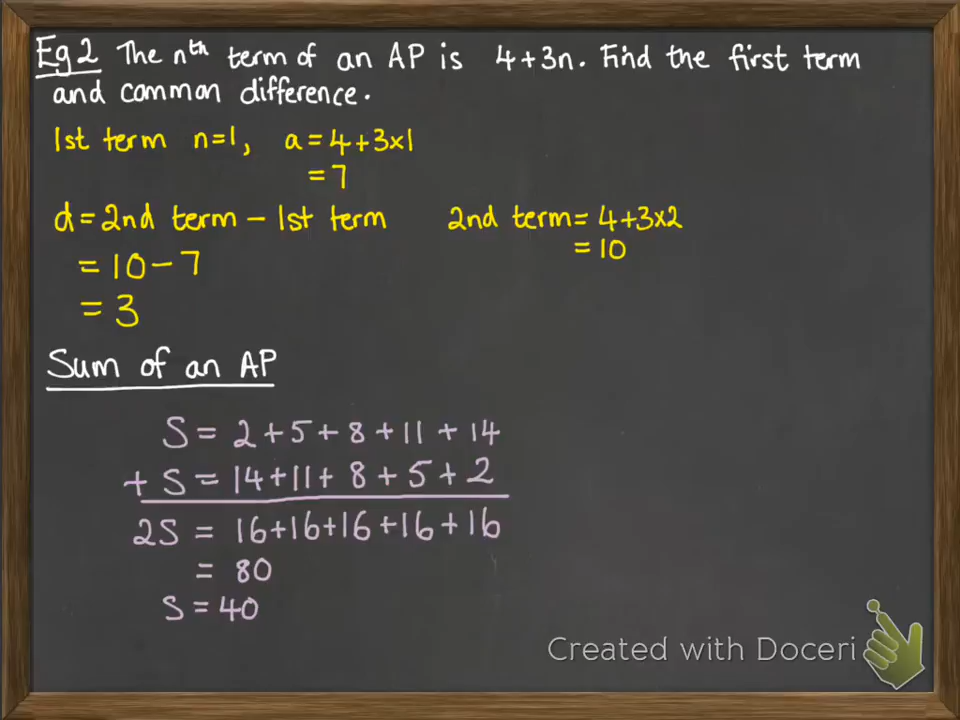 Eg 2 The nth term of an AP is 4+3n. Find the first term
and common difference.
1st term n=1, a = 4+3x1
= 7
d = 2nd term - 1st term 2nd term = 4+3x2
= 10
= 10 - 7
= 3
Sum of an AP
S = 2+5+8+11+14
+ S = 14+11+8+5+2
2S = 16+16+16+16+16
= 80
S = 40
Created with Doceri